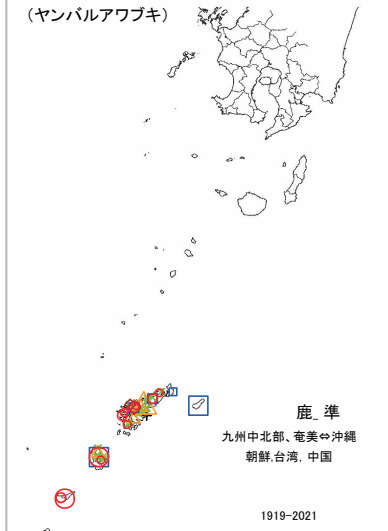 (ヤンバルアワブキ)
鹿_準
九州中北部、奄美⇔沖縄
朝鮮,台湾, 中国
1919-2021